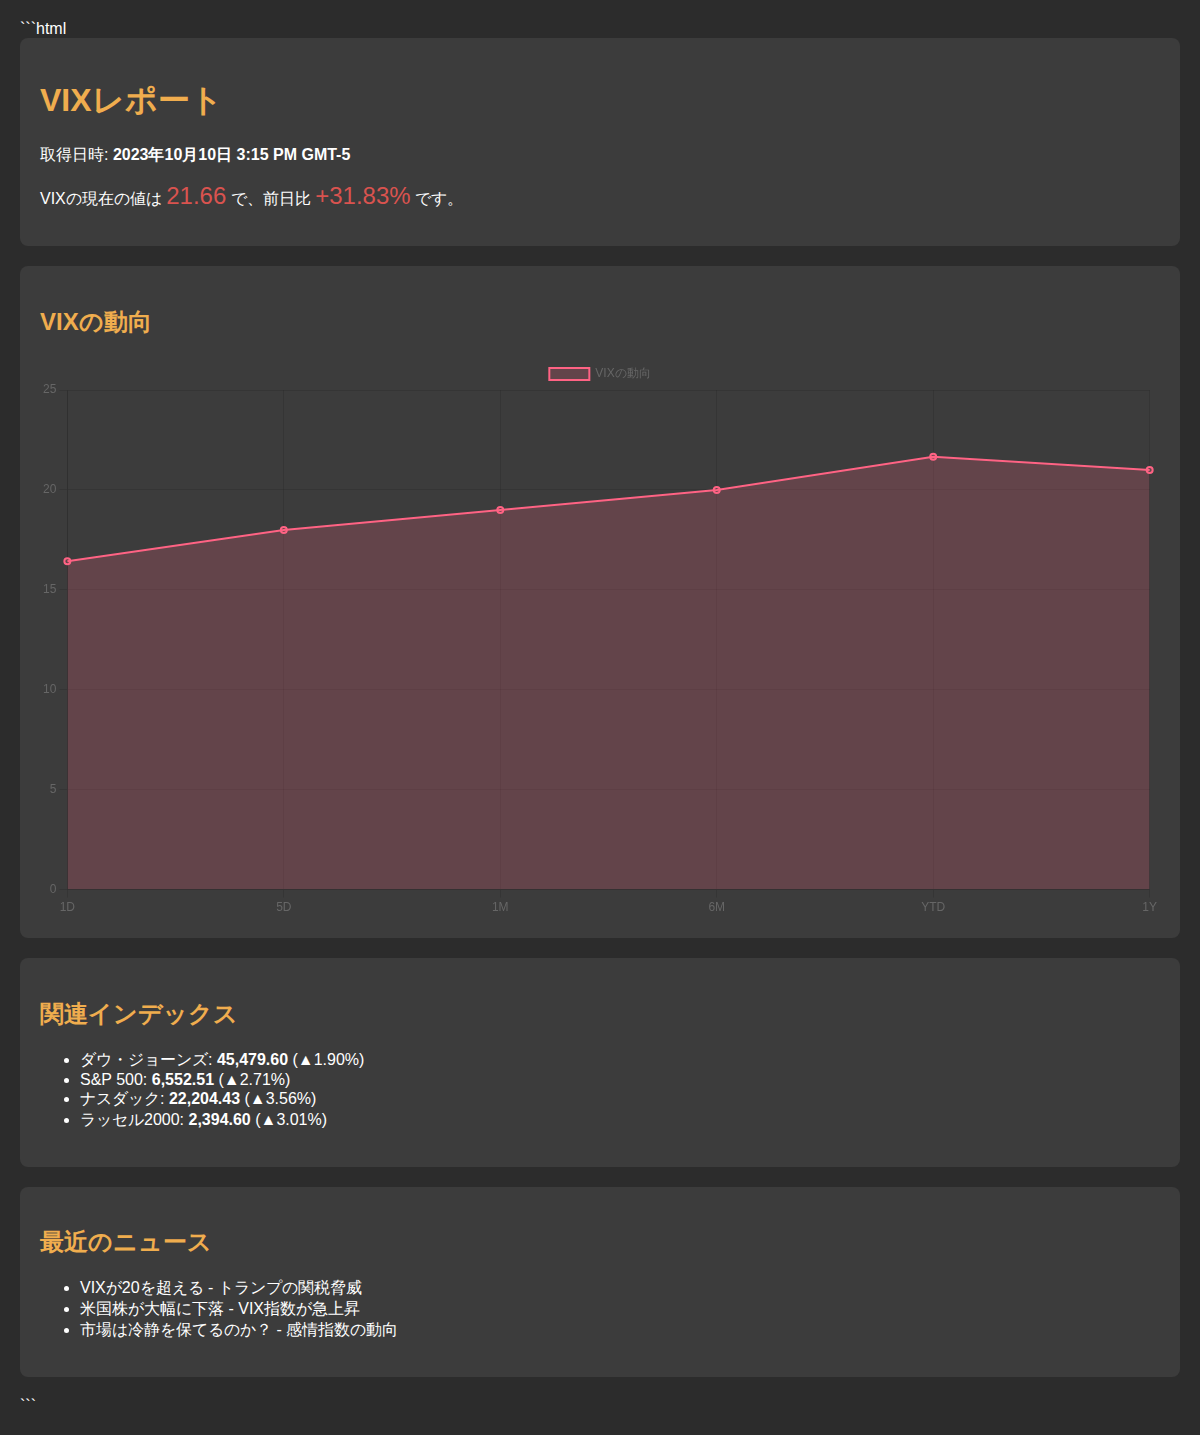 ```html
VIXレポート
取得日時: 2023年10月10日 3:15 PM GMT-5
VIXの現在の値は 21.66 で、前日比 +31.83% です。
VIXの動向
VIXの動向
25
20
15
10
5
0
1D 5D 1M 6M YTD 1Y
関連インデックス
• ダウ・ジョーンズ: 45,479.60 (▲1.90%)
• S&P 500: 6,552.51 (▲2.71%)
• ナスダック: 22,204.43 (▲3.56%)
• ラッセル2000: 2,394.60 (▲3.01%)
最近のニュース
• VIXが20を超える - トランプの関税脅威
• 米国株が大幅に下落 - VIX指数が急上昇
• 市場は冷静を保てるのか？ - 感情指数の動向
```